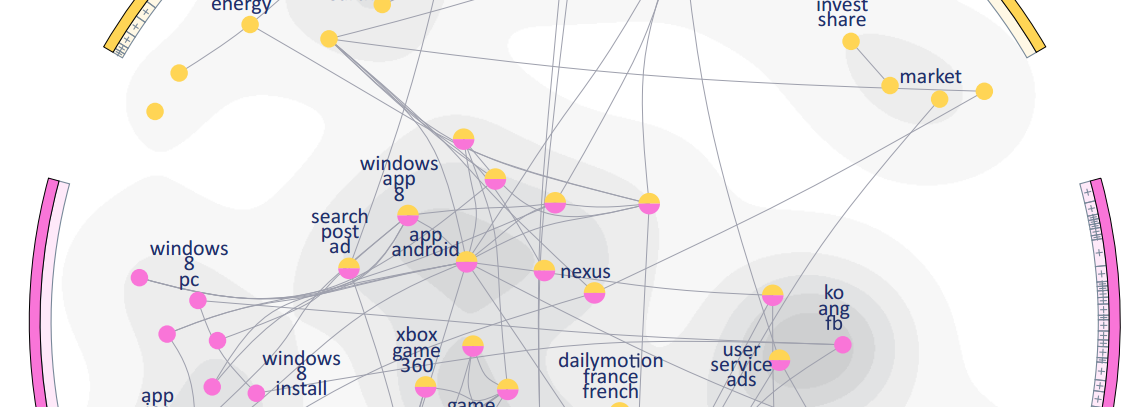 energy
invest
share
market
windows
app
8
search
post
ad
app
android
windows
8
pc
nexus
ko
ang
fb
xbox
game
360
user
service
ads
dailymotion
france
french
windows
8
install
app
game